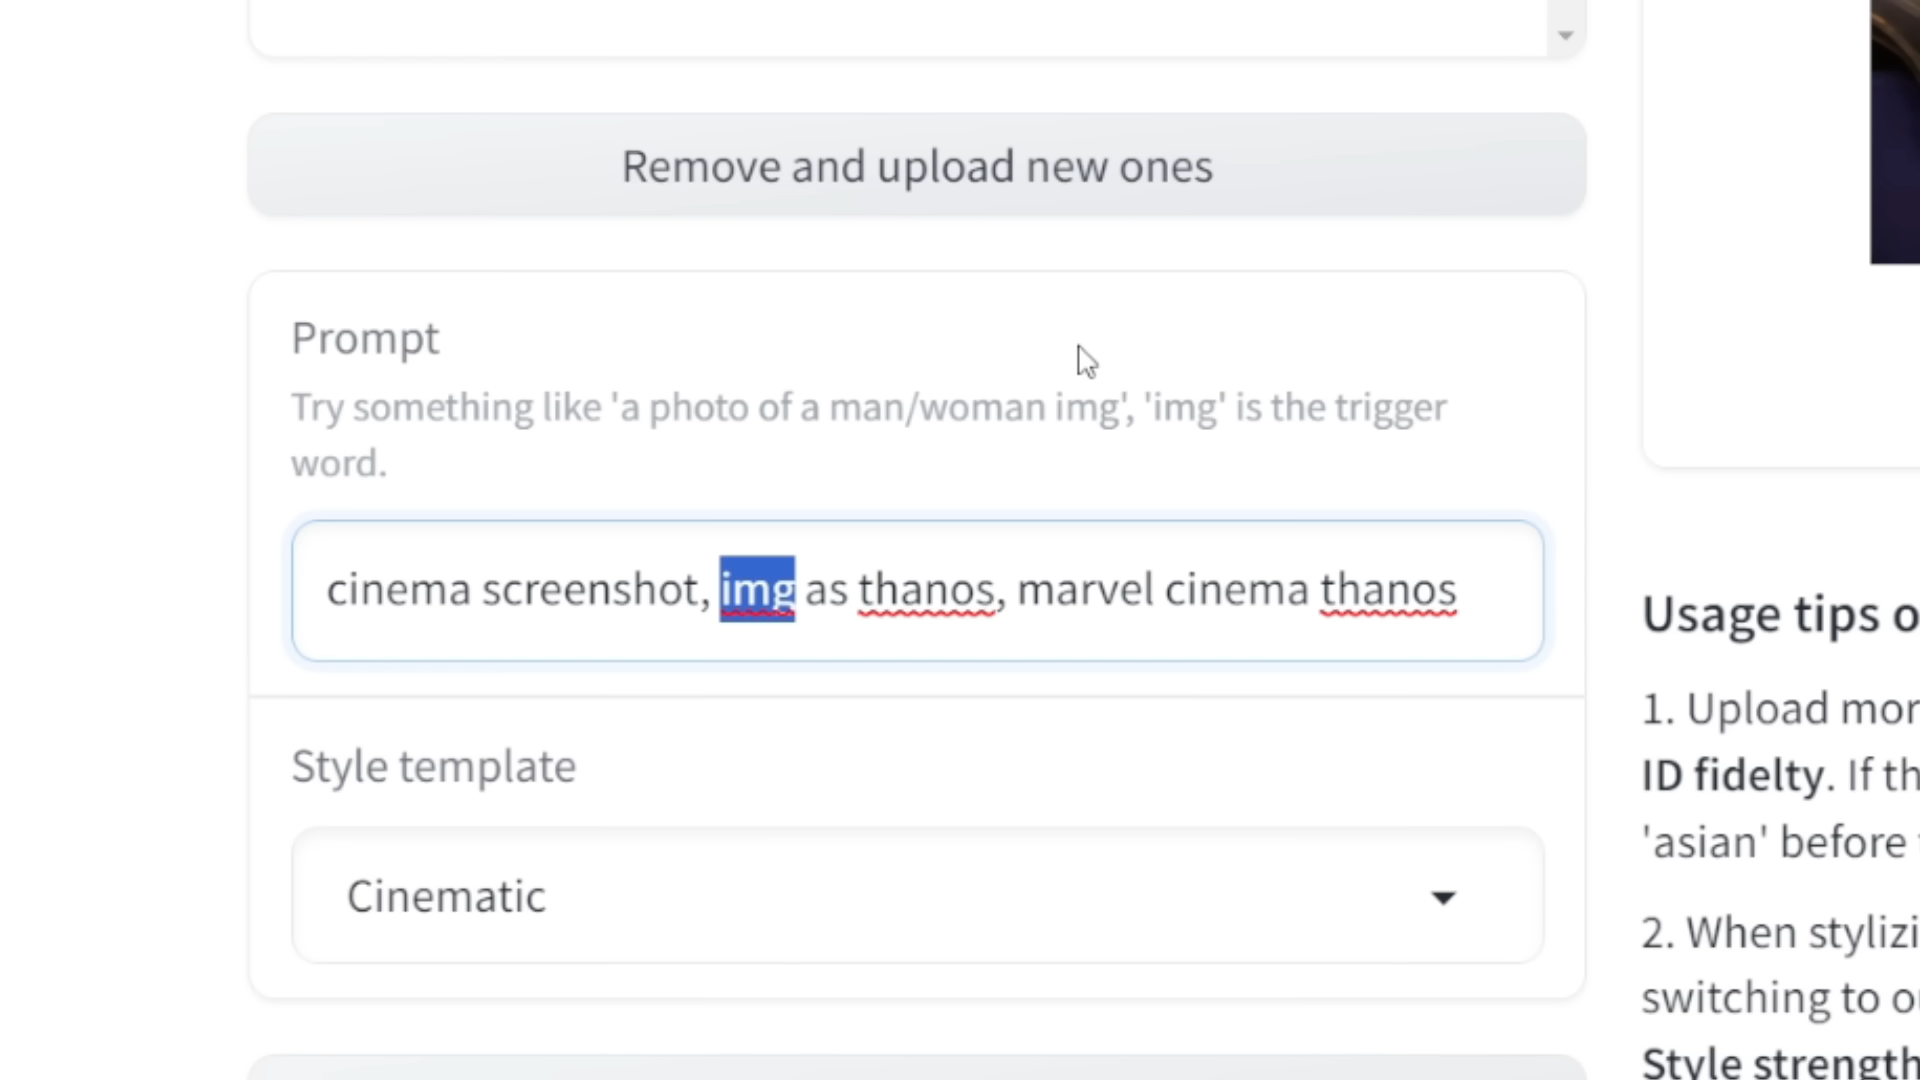 Remove and upload new ones
Prompt
Try something like 'a photo of a man/woman img', 'img' is the trigger
word.
cinema screenshot, img as thanos, marvel cinema thanos
Style template
Cinematic
Usage tips o
1. Upload mor
ID fidelty. If th
'asian' before
2. When stylizi
switching to o
Style strength